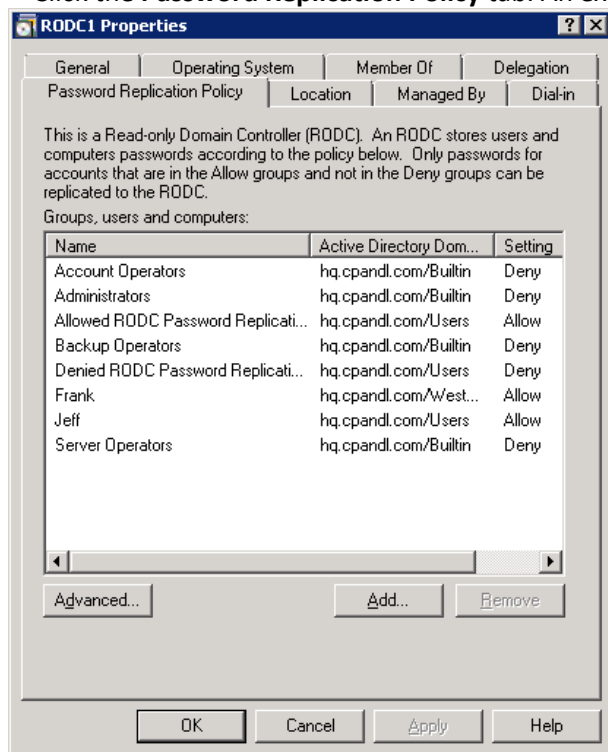 RODC1 Properties
General Operating System Member Of Delegation
Password Replication Policy Location Managed By Dial-in
This is a Read-only Domain Controller (RODC). An RODC stores users and
computers passwords according to the policy below. Only passwords for
accounts that are in the Allow groups and not in the Deny groups can be
replicated to the RODC.
Groups, users and computers:
Name Active Directory Dom... Setting
Account Operators hq.cpandl.com/Builtin Deny
Administrators hq.cpandl.com/Builtin Deny
Allowed RODC Password Replicati... hq.cpandl.com/Users Allow
Backup Operators hq.cpandl.com/Builtin Deny
Denied RODC Password Replicati... hq.cpandl.com/Users Deny
Frank hq.cpandl.com/West... Allow
Jeff hq.cpandl.com/Users Allow
Server Operators hq.cpandl.com/Builtin Deny
Advanced... Add... Remove
OK Cancel Apply Help